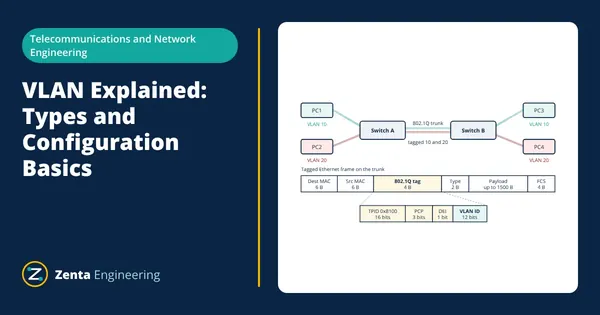 Telecommunications and Network
Engineering
VLAN Explained:
Types and
Configuration
Basics
Zenta Engineering
PC1
VLAN 10
PC2
VLAN 20
Switch A
802.1Q trunk
tagged 10 and 20
Switch B
PC3
VLAN 10
PC4
VLAN 20
Tagged Ethernet frame on the trunk
Dest MAC
6 B
Src MAC
6 B
802.1Q tag
4 B
Type
2 B
Payload
up to 1500 B
FCS
4 B
TPID 0x8100
16 bits
PCP
3 bits
DEI
1 bit
VLAN ID
12 bits